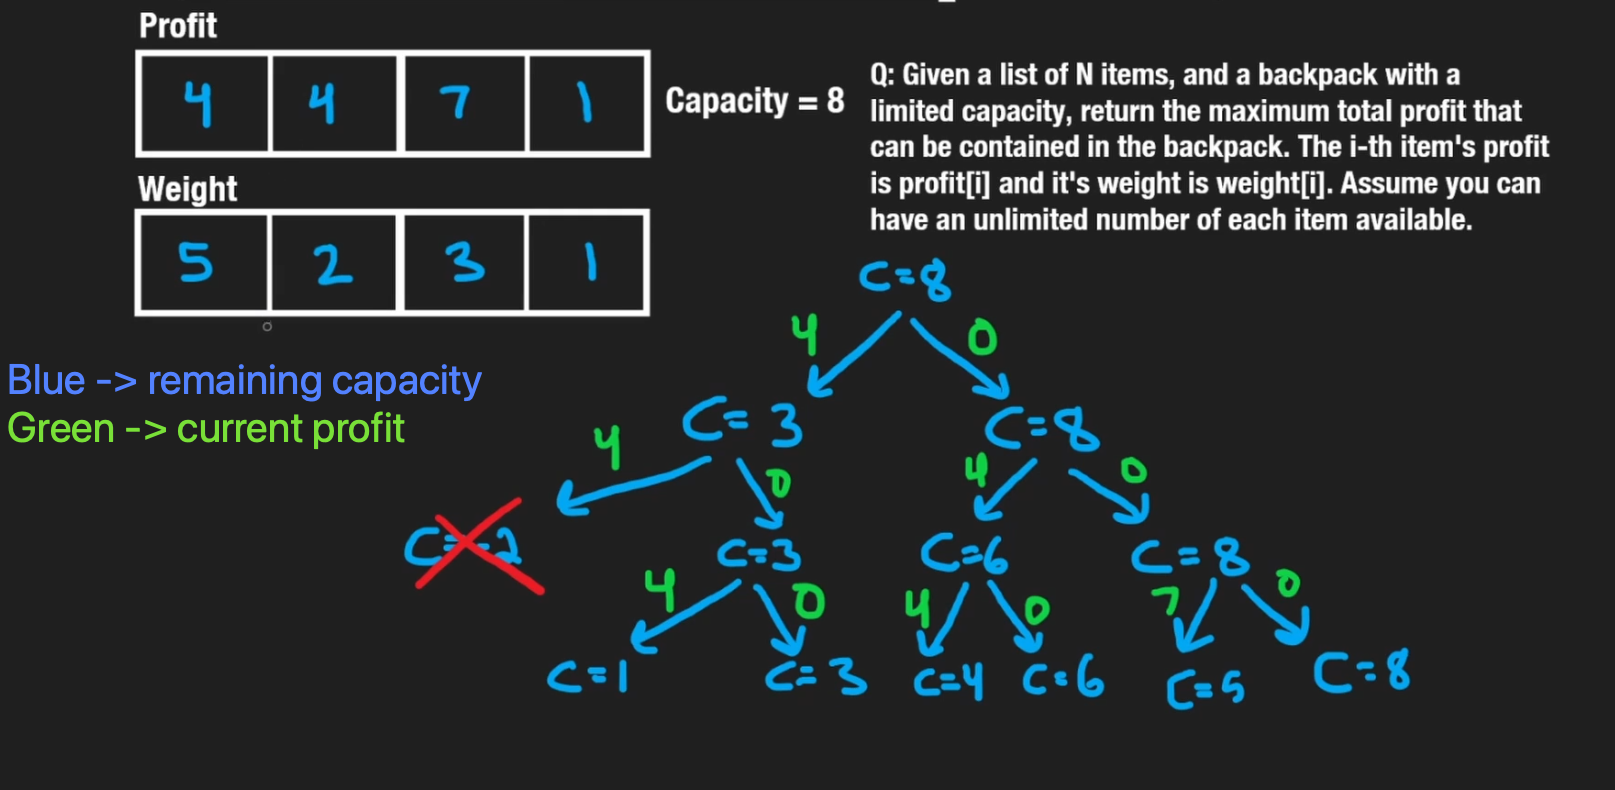 Profit
4 4 7 1
Capacity = 8
Weight
5 2 3 1
Q: Given a list of N items, and a backpack with a
limited capacity, return the maximum total profit that
can be contained in the backpack. The i-th item's profit
is profit[i] and it's weight is weight[i]. Assume you can
have an unlimited number of each item available.
Blue -> remaining capacity
Green -> current profit
C=8
4 0
C=3 C=8
4 0 4 0
C=-2 C=3 C=6 C=8
4 0 4 0 7 0
C=1 C=3 C=4 C=6 C=5 C=8